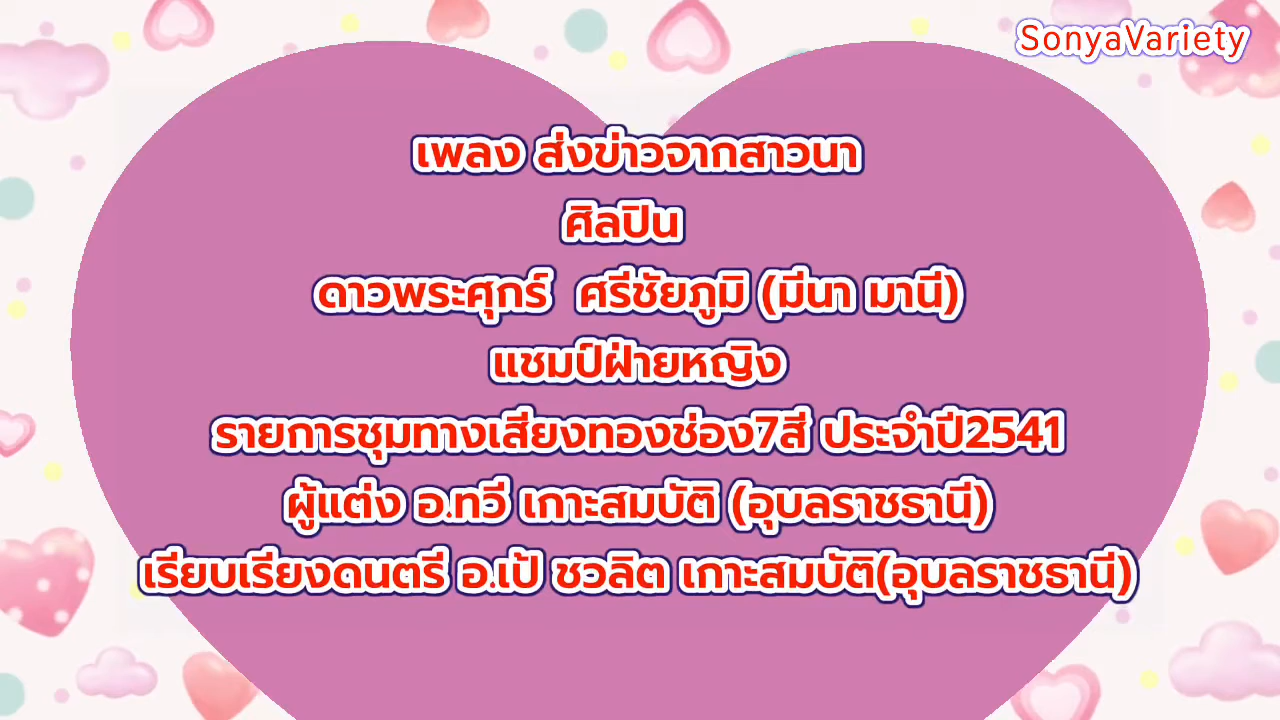 SonyaVariety
เพลง ส่งข่าวจากสาวนา
ศิลปิน
ดาวพระศุกร์ ศรีชัยภูมิ (มีนา มานี)
แชมป์ฝ่ายหญิง
รายการชุมทางเสียงทองช่อง7สี ประจำปี2541
ผู้แต่ง อ.ทวี เกาะสมบัติ (อุบลราชธานี)
เรียบเรียงดนตรี อ.เป้ ชวลิต เกาะสมบัติ(อุบลราชธานี)